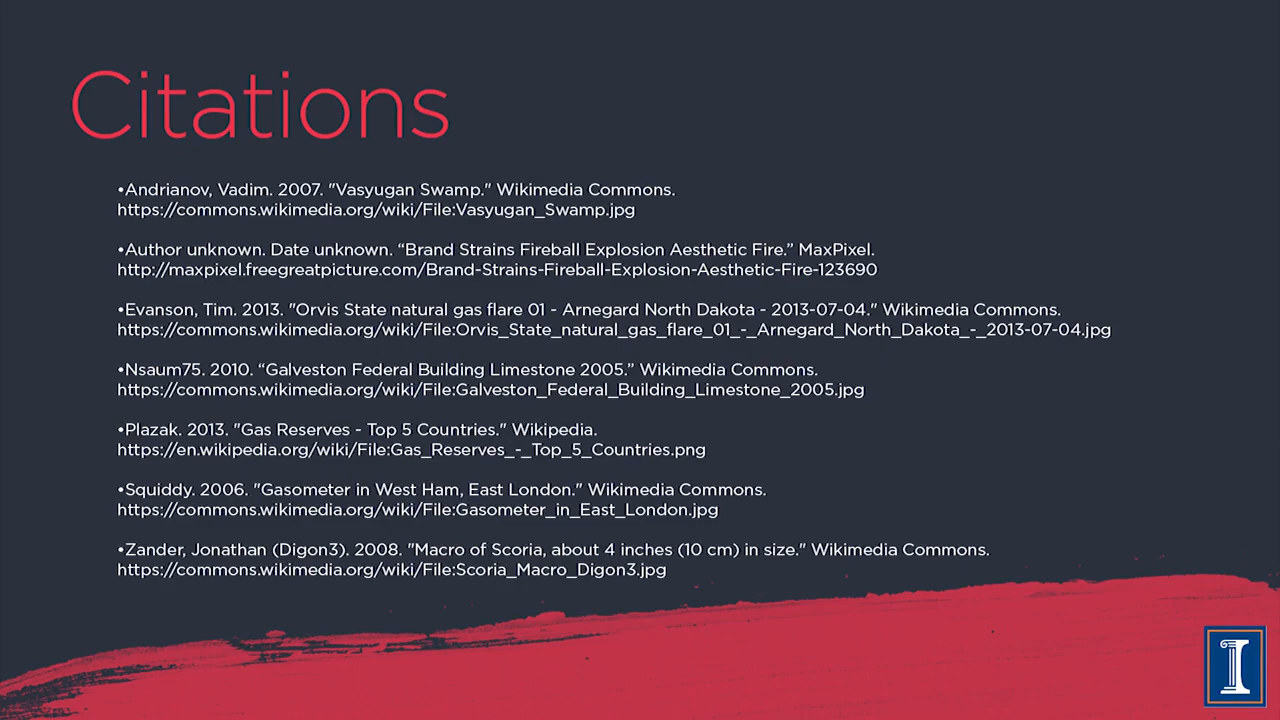 Citations
•Andrianov, Vadim. 2007. "Vasyugan Swamp." Wikimedia Commons.
https://commons.wikimedia.org/wiki/File:Vasyugan_Swamp.jpg
•Author unknown. Date unknown. “Brand Strains Fireball Explosion Aesthetic Fire.” MaxPixel.
http://maxpixel.freegreatpicture.com/Brand-Strains-Fireball-Explosion-Aesthetic-Fire-123690
•Evanson, Tim. 2013. "Orvis State natural gas flare 01 - Arnegard North Dakota - 2013-07-04." Wikimedia Commons.
https://commons.wikimedia.org/wiki/File:Orvis_State_natural_gas_flare_01_-_Arnegard_North_Dakota_-_2013-07-04.jpg
•Nsaum75. 2010. “Galveston Federal Building Limestone 2005.” Wikimedia Commons.
https://commons.wikimedia.org/wiki/File:Galveston_Federal_Building_Limestone_2005.jpg
•Plazak. 2013. "Gas Reserves - Top 5 Countries." Wikipedia.
https://en.wikipedia.org/wiki/File:Gas_Reserves_-_Top_5_Countries.png
•Squiddy. 2006. "Gasometer in West Ham, East London." Wikimedia Commons.
https://commons.wikimedia.org/wiki/File:Gasometer_in_East_London.jpg
•Zander, Jonathan (Digon3). 2008. "Macro of Scoria, about 4 inches (10 cm) in size." Wikimedia Commons.
https://commons.wikimedia.org/wiki/File:Scoria_Macro_Digon3.jpg
I